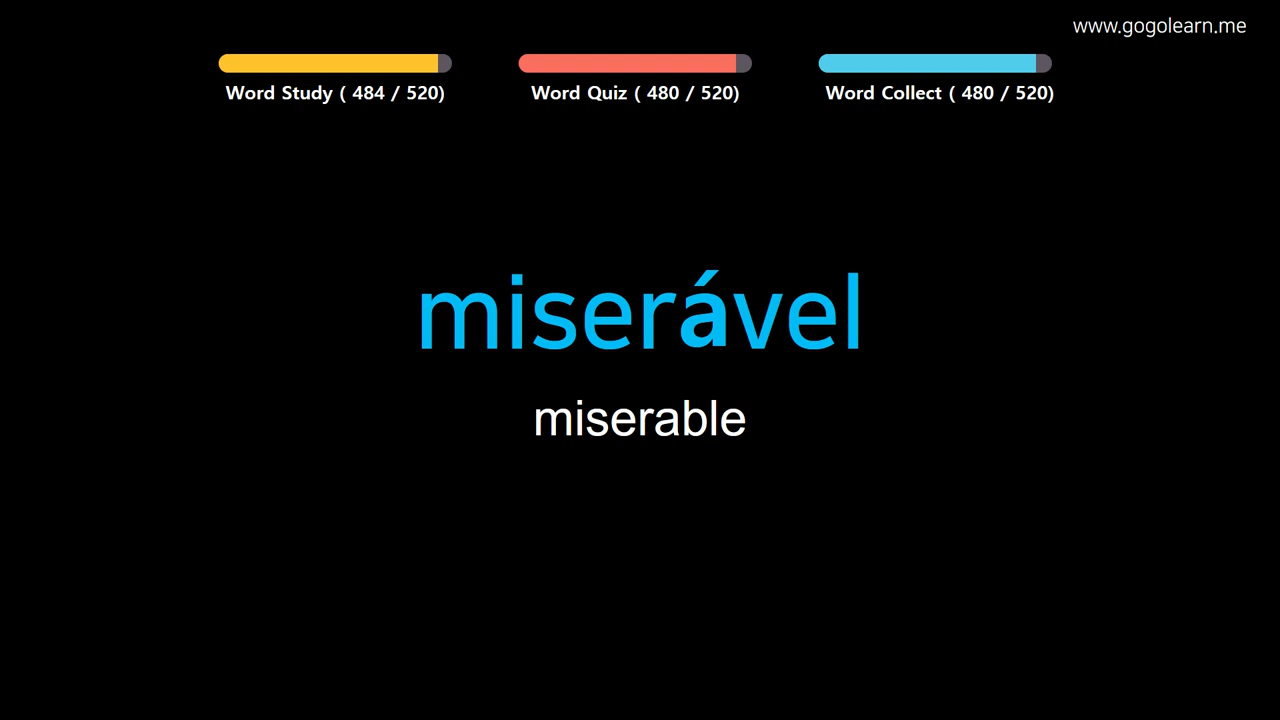 www.gogolearn.me
Word Study ( 484 / 520)
Word Quiz ( 480 / 520)
Word Collect ( 480 / 520)
miserável
miserable